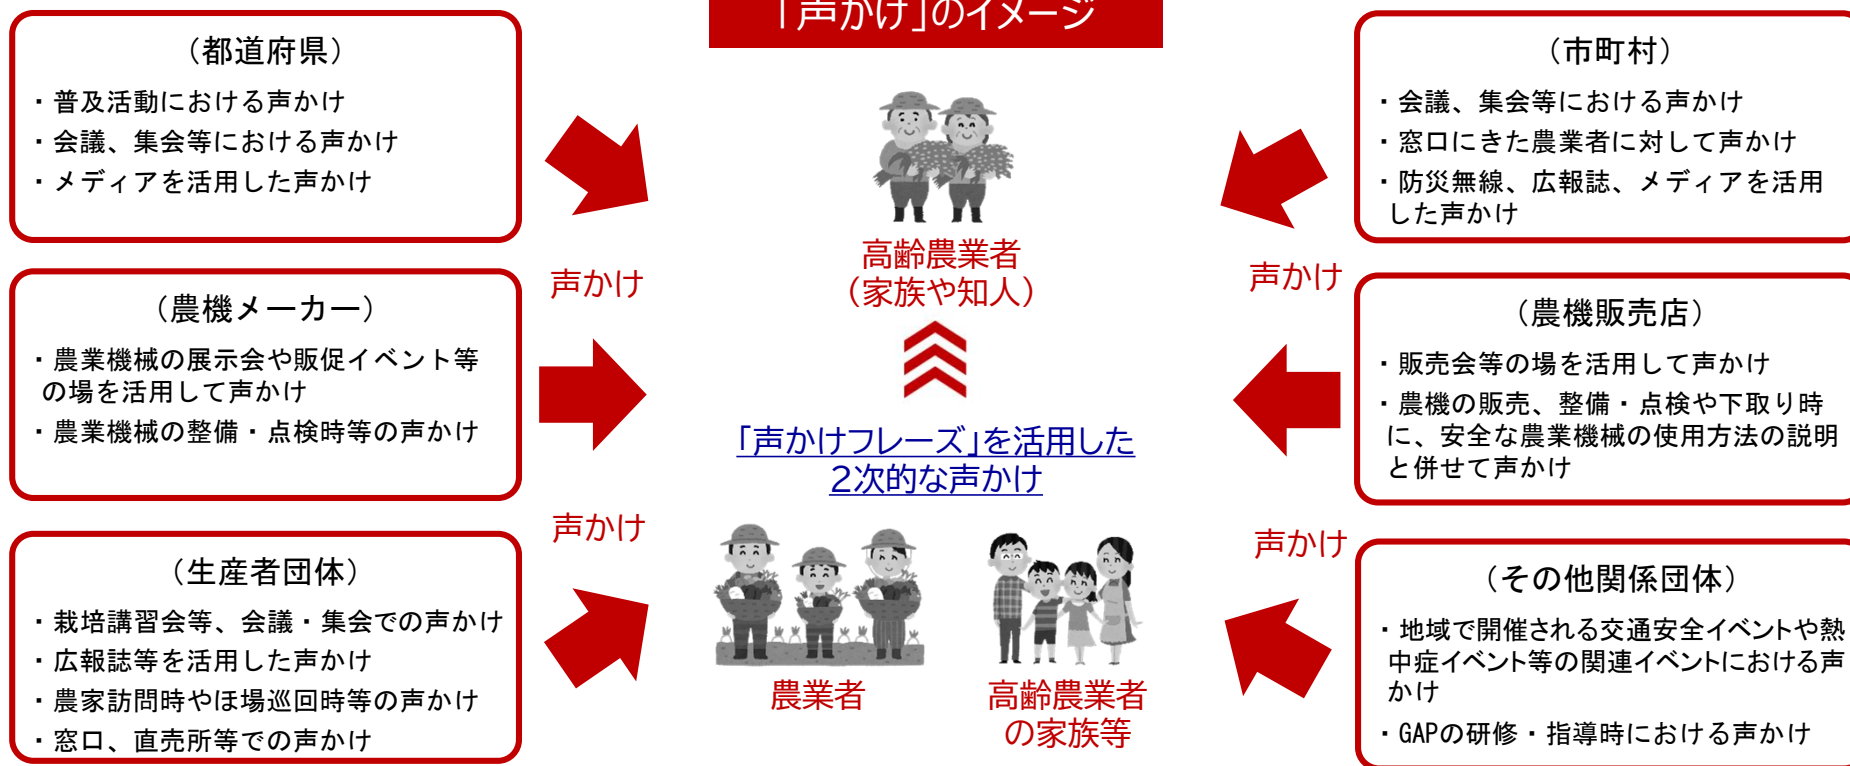 「声かけ」のイメージ
（都道府県）
・普及活動における声かけ
・会議、集会等における声かけ
・メディアを活用した声かけ
（農機メーカー）
・農業機械の展示会や販促イベント等
の場を活用して声かけ
・農業機械の整備・点検時等の声かけ
（生産者団体）
・栽培講習会等、会議・集会での声かけ
・広報誌等を活用した声かけ
・農家訪問時やほ場巡回時等の声かけ
・窓口、直売所等での声かけ
声かけ
声かけ
高齢農業者
（家族や知人）
「声かけフレーズ」を活用した
2次的な声かけ
農業者
高齢農業者
の家族等
声かけ
声かけ
（市町村）
・会議、集会等における声かけ
・窓口にきた農業者に対して声かけ
・防災無線、広報誌、メディアを活用
した声かけ
（農機販売店）
・販売会等の場を活用して声かけ
・農機の販売、整備・点検や下取り時
に、安全な農業機械の使用方法の説明
と併せて声かけ
（その他関係団体）
・地域で開催される交通安全イベントや熱
中症イベント等の関連イベントにおける声
かけ
・GAPの研修・指導時における声かけ